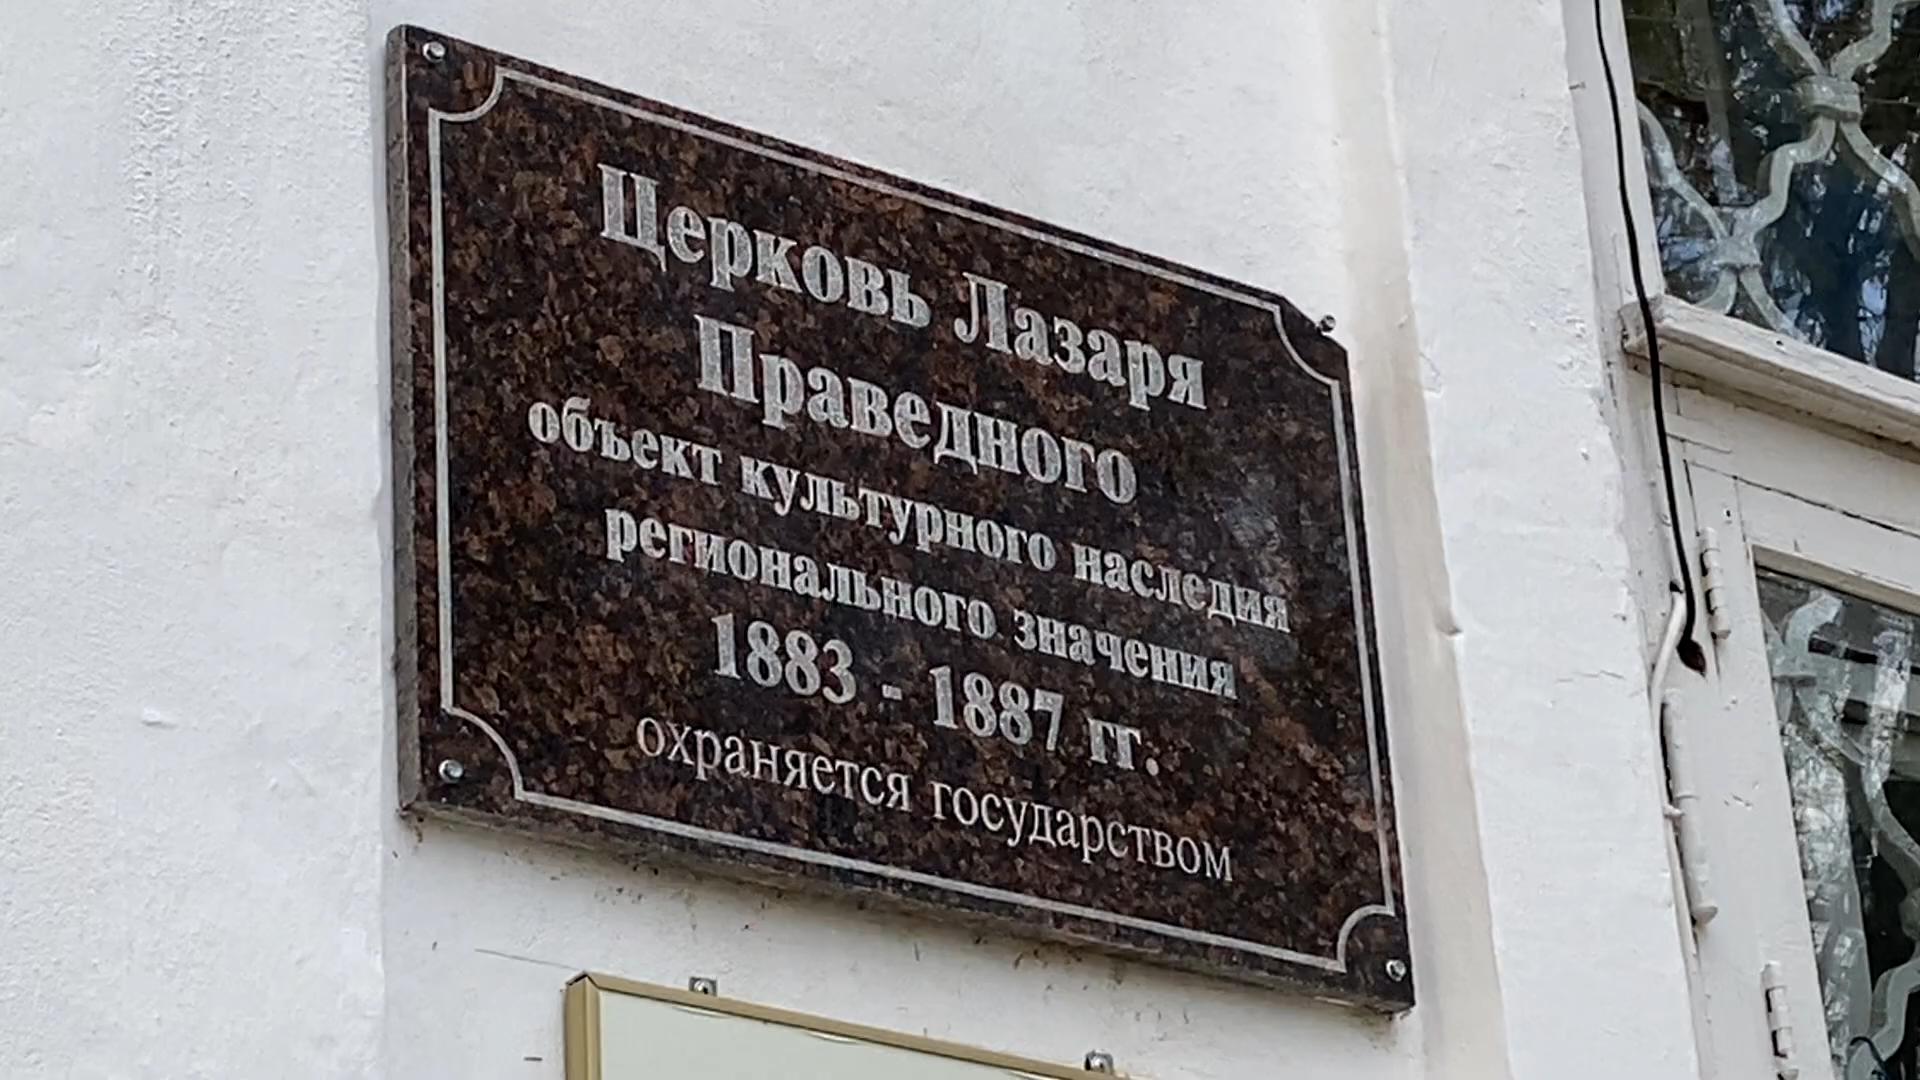 Церковь Лазаря
Праведного
объект культурного наследия
регионального значения
1883 - 1887 гг.
охраняется государством